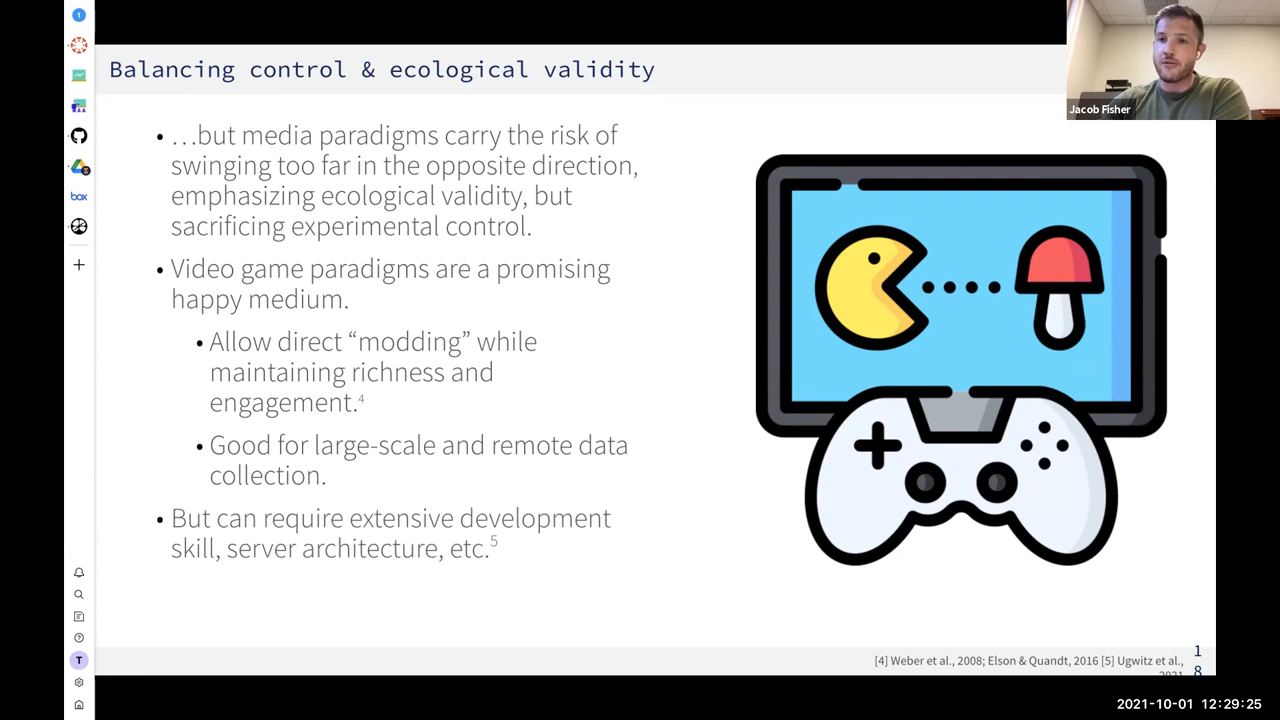 1
Balancing control & ecological validity
Jacob Fisher
• …but media paradigms carry the risk of
swinging too far in the opposite direction,
emphasizing ecological validity, but
sacrificing experimental control.
• Video game paradigms are a promising
happy medium.
• Allow direct “modding” while
maintaining richness and
engagement.4
• Good for large-scale and remote data
collection.
• But can require extensive development
skill, server architecture, etc.5
box
T
[4] Weber et al., 2008; Elson & Quandt, 2016 [5] Ugwitz et al.,
2021
1
8
2021-10-01 12:29:25